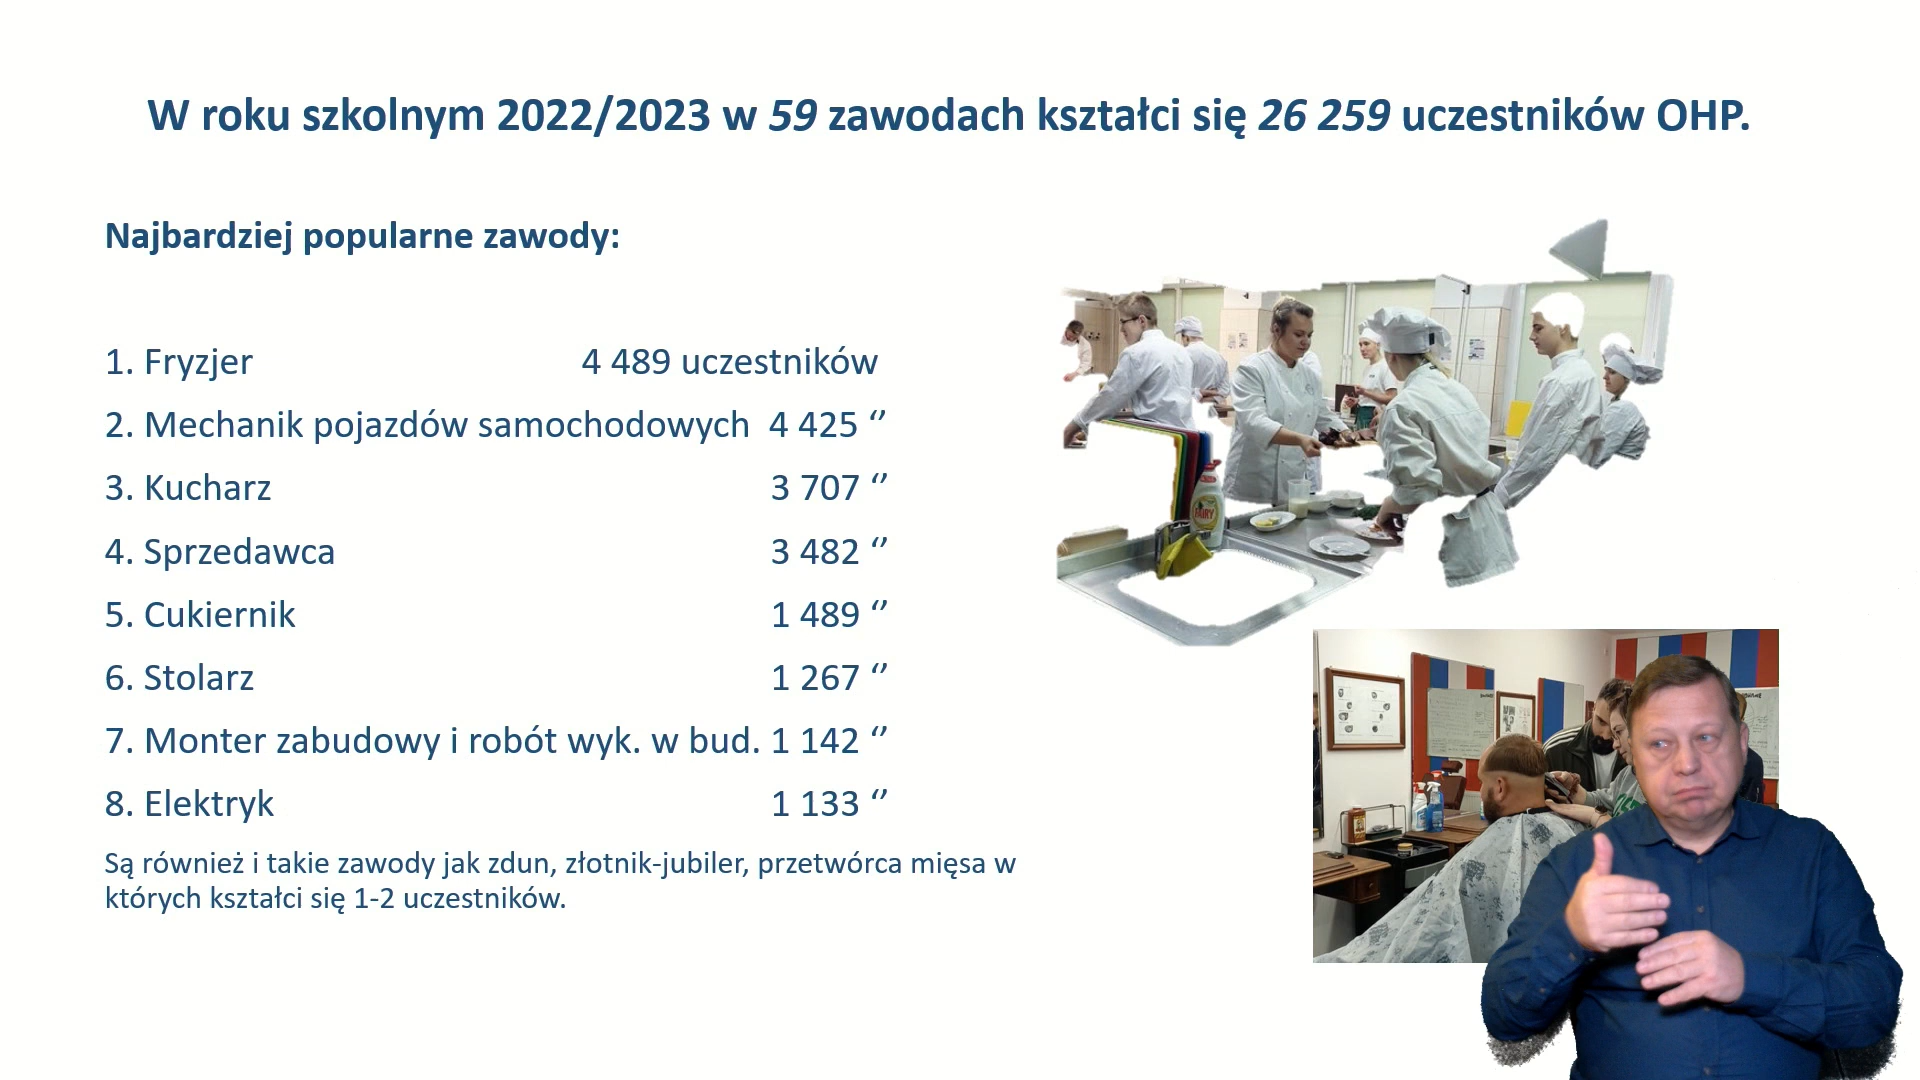 W roku szkolnym 2022/2023 w 59 zawodach kształci się 26 259 uczestników OHP.
Najbardziej popularne zawody:
1. Fryzjer 4 489 uczestników
2. Mechanik pojazdów samochodowych 4 425 ‘’
3. Kucharz 3 707 ‘’
4. Sprzedawca 3 482 ‘’
5. Cukiernik 1 489 ‘’
6. Stolarz 1 267 ‘’
7. Monter zabudowy i robót wyk. w bud. 1 142 ‘’
8. Elektryk 1 133 ‘’
Są również i takie zawody jak zdun, złotnik-jubiler, przetwórca mięsa w
których kształci się 1-2 uczestników.
FAIRY